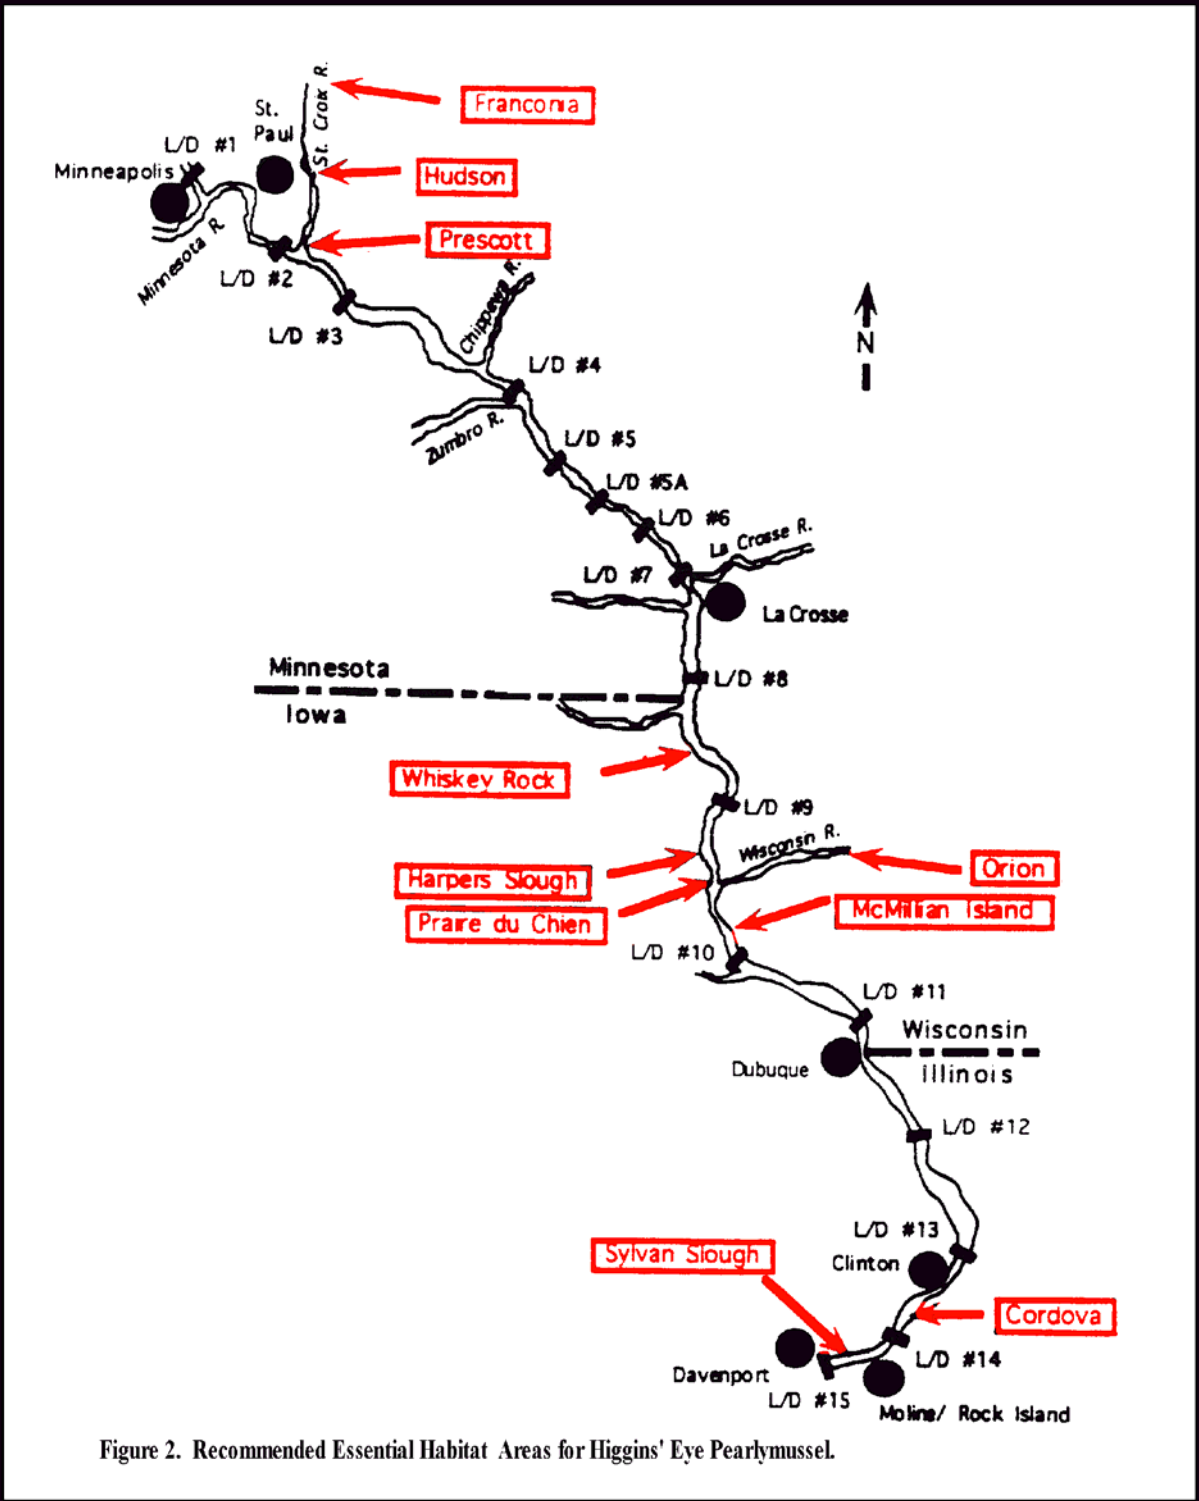 St. Croix R.
Franconia
St.
Paul
L/D #1
Minneapolis
Hudson
Minnesota R
Prescott
L/D #2
Chippewa R.
L/D #3
N
L/D #4
Zumbro R.
L/D #5
L/D #5A
L/D #6
La Crosse R.
L/D #7
La Crosse
Minnesota
L/D #8
Iowa
Whiskey Rock
L/D #9
Wisconsin R.
Harpers Slough
Orion
Praire du Chien
McMillian Island
L/D #10
L/D #11
Wisconsin
Dubuque
Illinois
L/D #12
L/D #13
Sylvan Slough
Clinton
Cordova
L/D #14
Davenport
L/D #15
Moline/ Rock Island
Figure 2. Recommended Essential Habitat Areas for Higgins' Eye Pearlymussel.